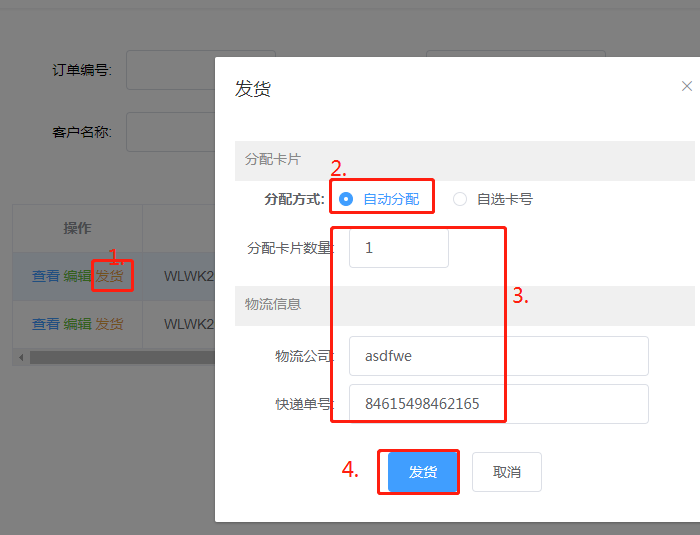 订单编号:
发货
客户名称:
分配卡片
2.
分配方式: 自动分配 自选卡号
操作
分配卡片数量: 1
1.
查看 编辑 发货 WLWK2
3.
物流信息
查看 编辑 发货 WLWK2
物流公司: asdfwe
快递单号: 84615498462165
4.
发货 取消